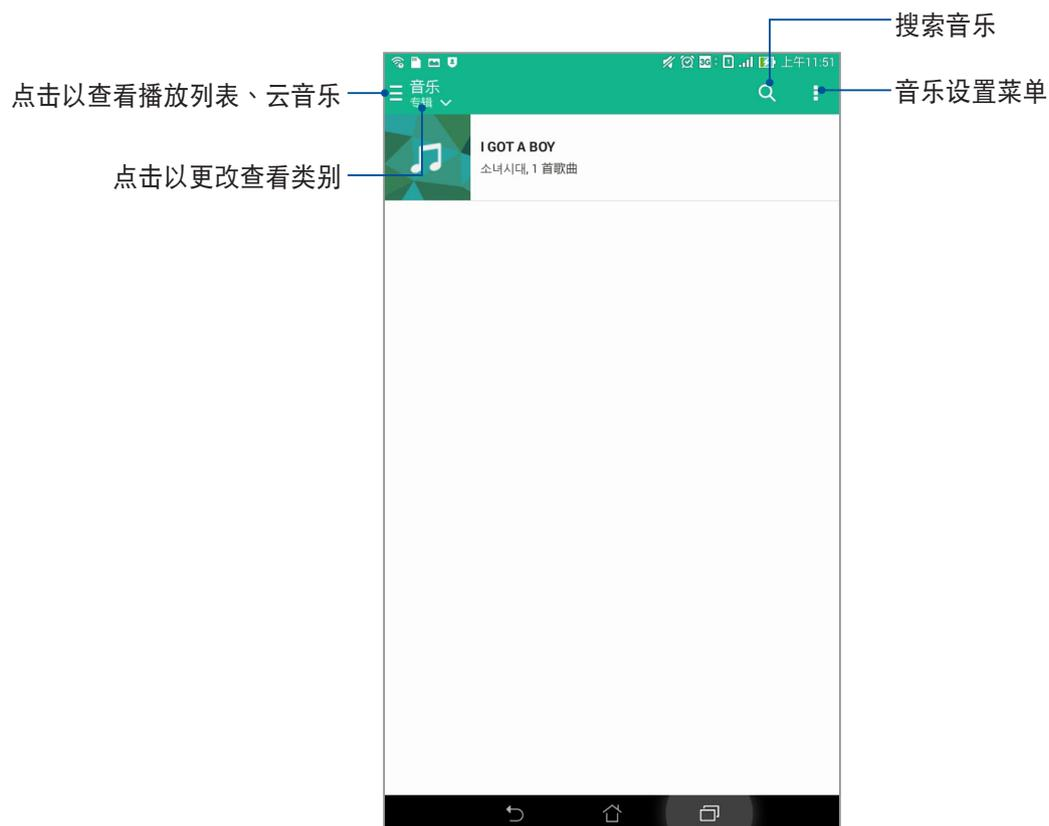 搜索音乐
3G
上午11:51
点击以查看播放列表、云音乐
音乐
音乐设置菜单
专辑
I GOT A BOY
소녀시대, 1 首歌曲
点击以更改查看类别